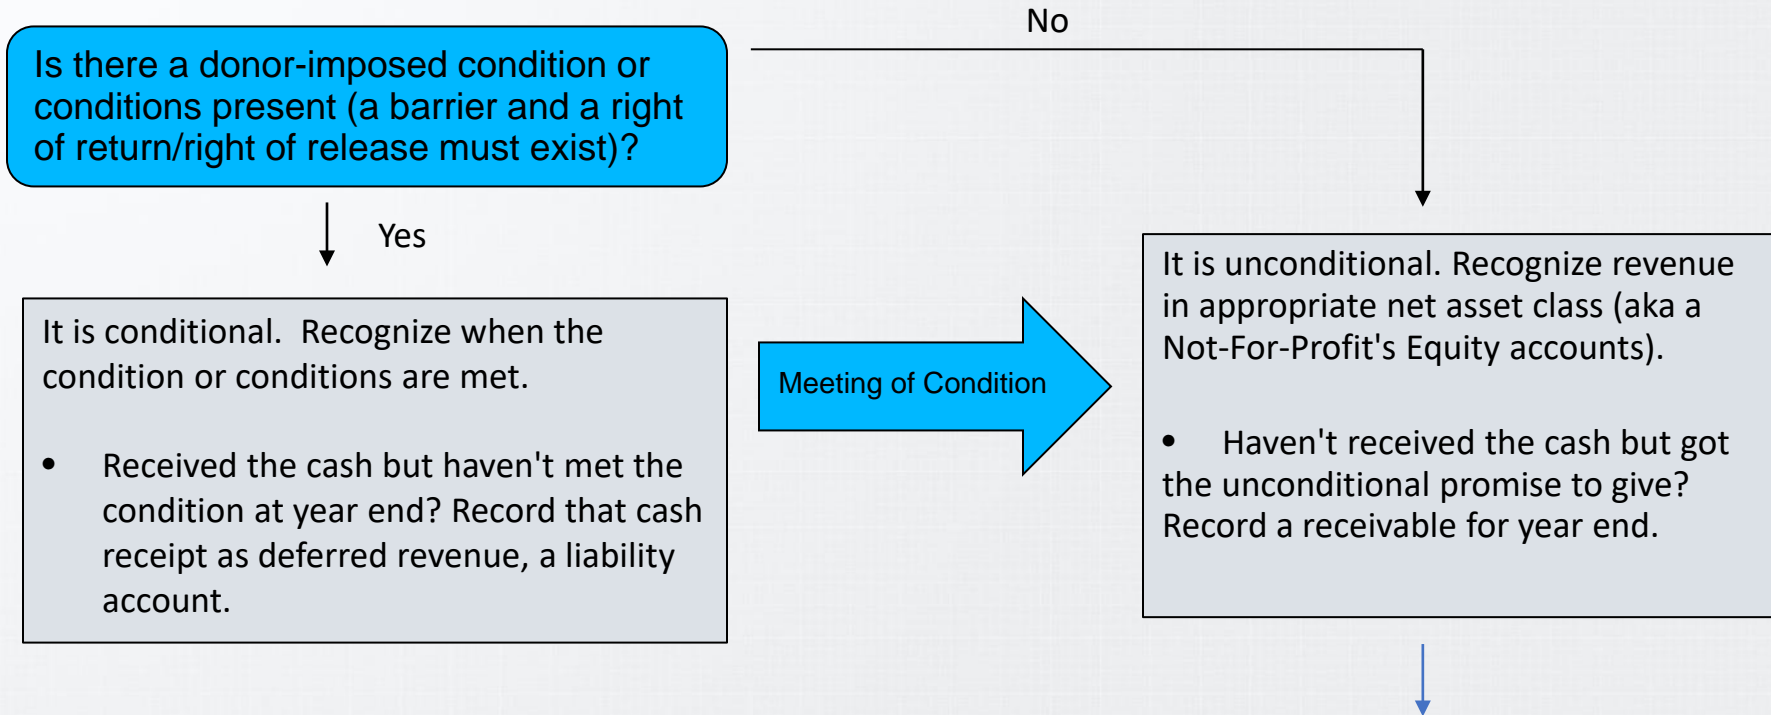 No
Is there a donor-imposed condition or
conditions present (a barrier and a right
of return/right of release must exist)?
Yes
It is conditional.  Recognize when the
condition or conditions are met.
• Received the cash but haven't met the
condition at year end? Record that cash
receipt as deferred revenue, a liability
account.
Meeting of Condition
It is unconditional. Recognize revenue
in appropriate net asset class (aka a
Not-For-Profit's Equity accounts).
• Haven't received the cash but got
the unconditional promise to give?
Record a receivable for year end.